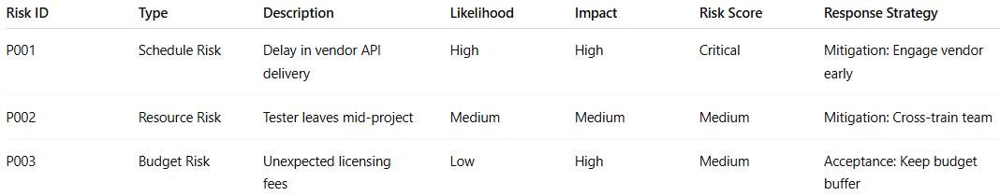 Risk ID Type Description Likelihood Impact Risk Score Response Strategy
P001 Schedule Risk Delay in vendor API High High Critical Mitigation: Engage vendor
delivery early
P002 Resource Risk Tester leaves mid-project Medium Medium Medium Mitigation: Cross-train team
P003 Budget Risk Unexpected licensing Low High Medium Acceptance: Keep budget
fees buffer